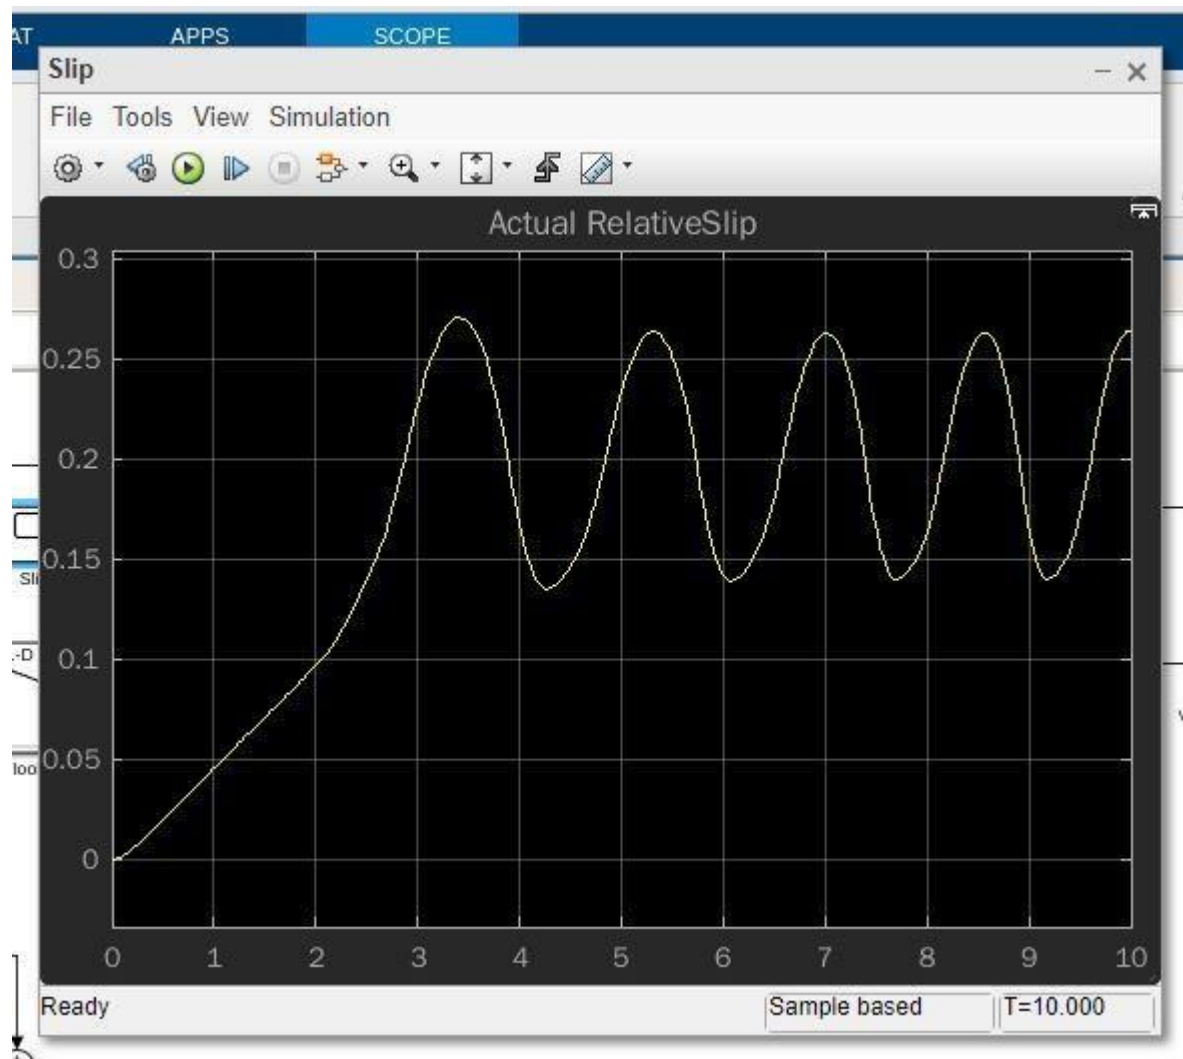 AT APPS SCOPE
Slip
File Tools View Simulation
Actual RelativeSlip
0.3
0.25
0.2
0.15
Sli
-D
0.1
0.05
loo
0
0 1 2 3 4 5 6 7 8 9 10
Ready Sample based T=10.000